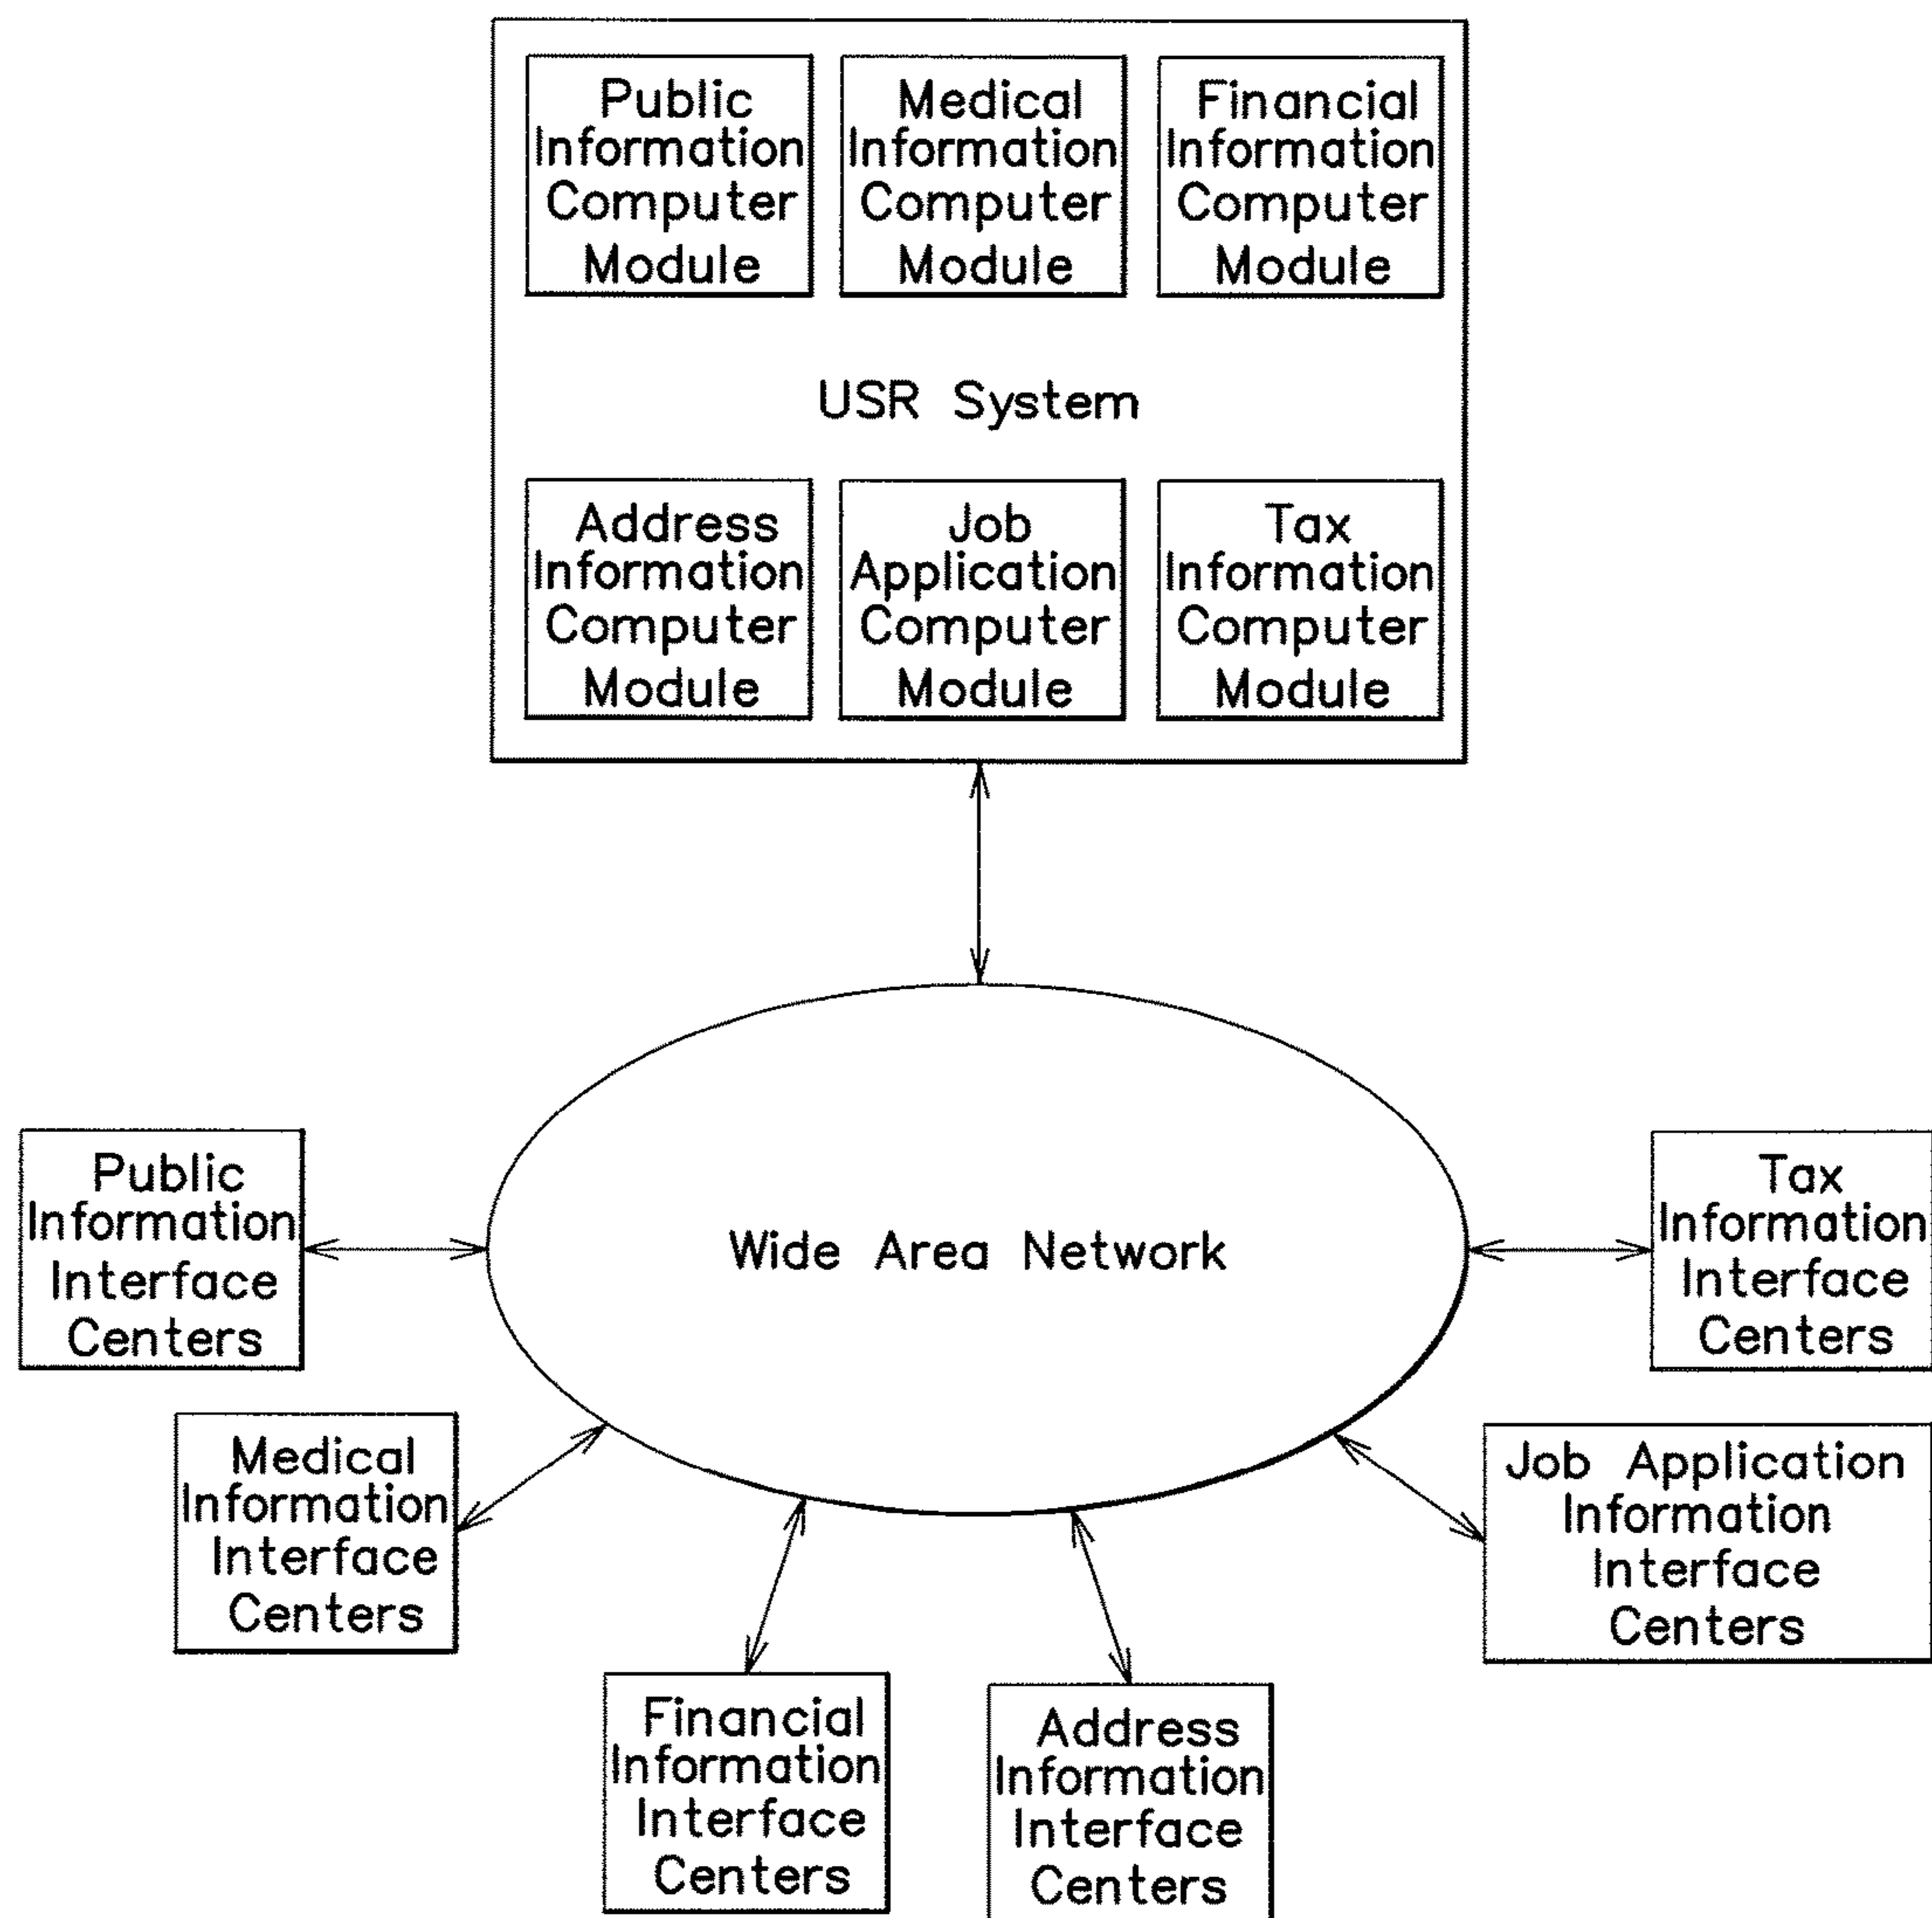 Public
Information
Computer
Module
Medical
Information
Computer
Module
Financial
Information
Computer
Module
USR System
Address
Information
Computer
Module
Job
Application
Computer
Module
Tax
Information
Computer
Module
Wide Area Network
Public
Information
Interface
Centers
Tax
Information
Interface
Centers
Medical
Information
Interface
Centers
Job Application
Information
Interface
Centers
Financial
Information
Interface
Centers
Address
Information
Interface
Centers